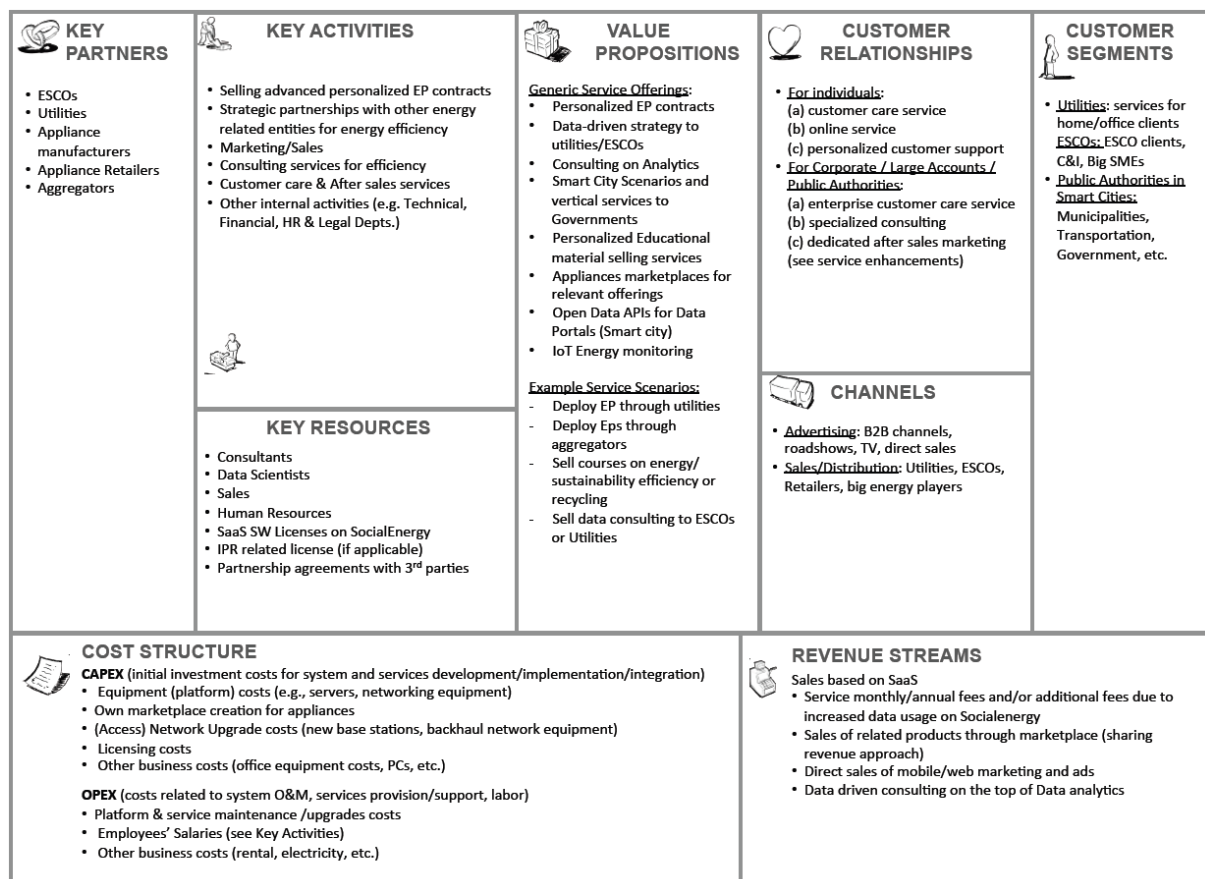 KEY
PARTNERS
• ESCOs
• Utilities
• Appliance
manufacturers
• Appliance Retailers
• Aggregators
KEY ACTIVITIES
• Selling advanced personalized EP contracts
• Strategic partnerships with other energy
related entities for energy efficiency
• Marketing/Sales
• Consulting services for efficiency
• Customer care & After sales services
• Other internal activities (e.g. Technical,
Financial, HR & Legal Depts.)
KEY RESOURCES
• Consultants
• Data Scientists
• Sales
• Human Resources
• SaaS SW Licenses on SocialEnergy
• IPR related license (if applicable)
• Partnership agreements with 3rd parties
VALUE
PROPOSITIONS
Generic Service Offerings:
• Personalized EP contracts
• Data-driven strategy to
utilities/ESCOs
• Consulting on Analytics
• Smart City Scenarios and
vertical services to
Governments
• Personalized Educational
material selling services
• Appliances marketplaces for
relevant offerings
• Open Data APIs for Data
Portals (Smart city)
• IoT Energy monitoring
Example Service Scenarios:
- Deploy EP through utilities
- Deploy Eps through
aggregators
- Sell courses on energy/
sustainability efficiency or
recycling
- Sell data consulting to ESCOs
or Utilities
CUSTOMER
RELATIONSHIPS
• For individuals:
(a) customer care service
(b) online service
(c) personalized customer support
• For Corporate / Large Accounts /
Public Authorities:
(a) enterprise customer care service
(b) specialized consulting
(c) dedicated after sales marketing
(see service enhancements)
CHANNELS
• Advertising: B2B channels,
roadshows, TV, direct sales
• Sales/Distribution: Utilities, ESCOs,
Retailers, big energy players
CUSTOMER
SEGMENTS
• Utilities: services for
home/office clients
ESCOs: ESCO clients,
C&I, Big SMEs
• Public Authorities in
Smart Cities:
Municipalities,
Transportation,
Government, etc.
COST STRUCTURE
CAPEX (initial investment costs for system and services development/implementation/integration)
• Equipment (platform) costs (e.g., servers, networking equipment)
• Own marketplace creation for appliances
• (Access) Network Upgrade costs (new base stations, backhaul network equipment)
• Licensing costs
• Other business costs (office equipment costs, PCs, etc.)
OPEX (costs related to system O&M, services provision/support, labor)
• Platform & service maintenance /upgrades costs
• Employees' Salaries (see Key Activities)
• Other business costs (rental, electricity, etc.)
REVENUE STREAMS
Sales based on SaaS
• Service monthly/annual fees and/or additional fees due to
increased data usage on Socialenergy
• Sales of related products through marketplace (sharing
revenue approach)
• Direct sales of mobile/web marketing and ads
• Data driven consulting on the top of Data analytics